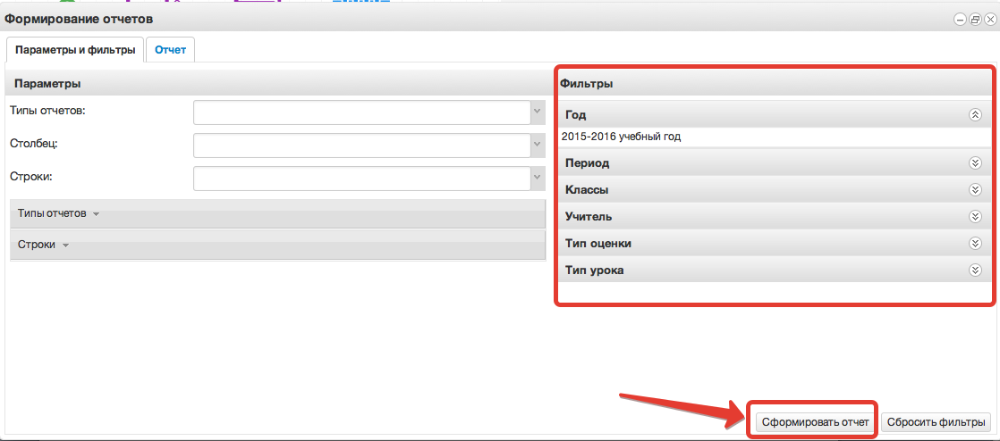 Формирование отчетов
Параметры и фильтры
Отчет
Параметры
Типы отчетов:
Столбец:
Строки:
Типы отчетов
Строки
Фильтры
Год
2015-2016 учебный год
Период
Классы
Учитель
Тип оценки
Тип урока
Сформировать отчет
Сбросить фильтры